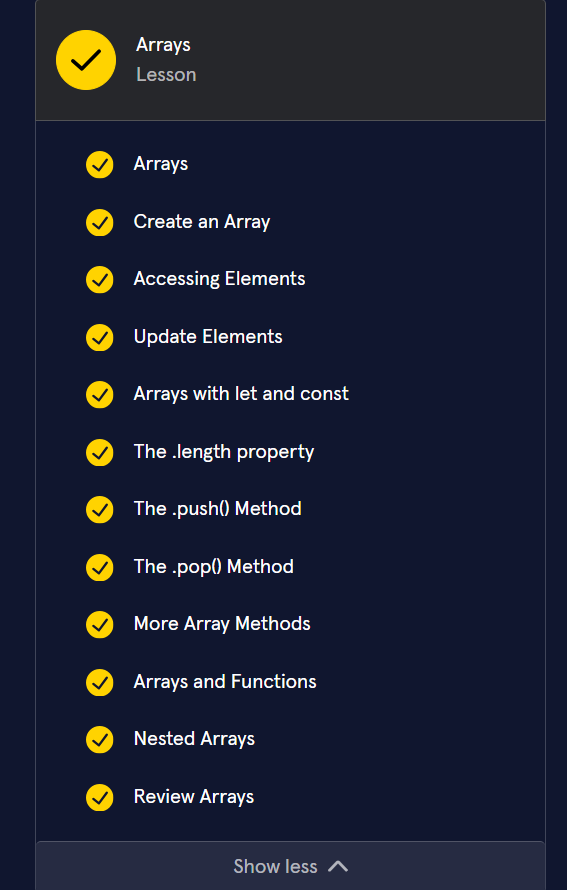 Arrays
Lesson
Arrays
Create an Array
Accessing Elements
Update Elements
Arrays with let and const
The .length property
The .push() Method
The .pop() Method
More Array Methods
Arrays and Functions
Nested Arrays
Review Arrays
Show less